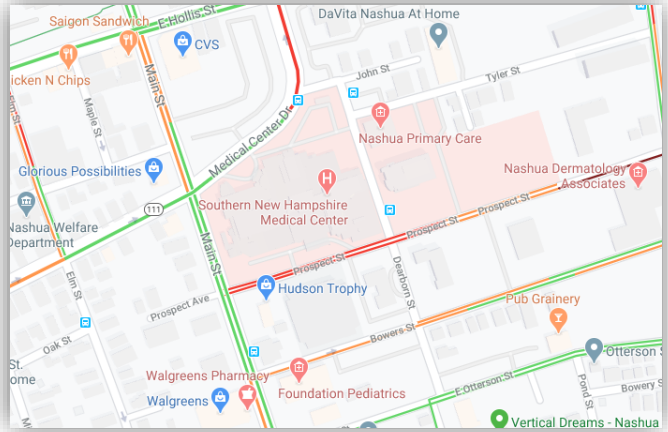 DaVita Nashua At Home
E Hollis St
Saigon Sandwich
CVS
icken N Chips
Main St
John St
Tyler St
Elm St
Maple St
Medical Center Dr
Nashua Primary Care
Glorious Possibilities
Nashua Dermatology
Associates
H
Southern New Hampshire
Medical Center
Nashua Welfare
Department
111
Main St
Prospect St
Prospect St
Prospect St
Elm St
Hudson Trophy
Dearborn St
Prospect Ave
Pub Grainery
Oak St
Bowers St
St.
ome
Otterson S
Walgreens Pharmacy
Foundation Pediatrics
E Otterson St
Pond St
Bowery S
Walgreens
Vertical Dreams - Nashua